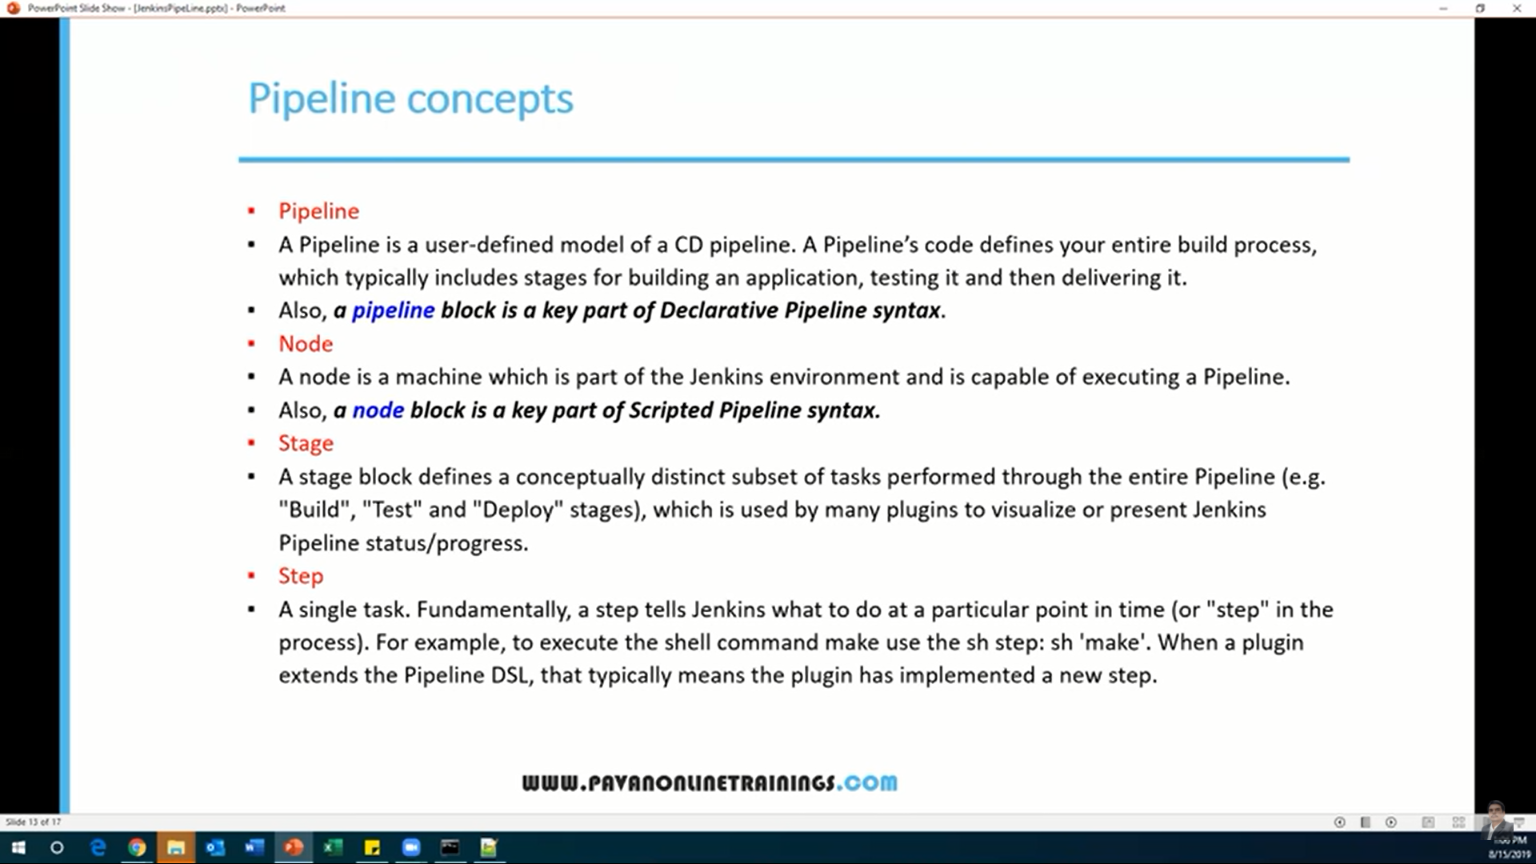 PowerPoint Slide Show - [JenkinsPipeLine.pptx] - PowerPoint
Pipeline concepts
▪ Pipeline
▪ A Pipeline is a user-defined model of a CD pipeline. A Pipeline’s code defines your entire build process,
which typically includes stages for building an application, testing it and then delivering it.
▪ Also, a pipeline block is a key part of Declarative Pipeline syntax.
▪ Node
▪ A node is a machine which is part of the Jenkins environment and is capable of executing a Pipeline.
▪ Also, a node block is a key part of Scripted Pipeline syntax.
▪ Stage
▪ A stage block defines a conceptually distinct subset of tasks performed through the entire Pipeline (e.g.
"Build", "Test" and "Deploy" stages), which is used by many plugins to visualize or present Jenkins
Pipeline status/progress.
▪ Step
▪ A single task. Fundamentally, a step tells Jenkins what to do at a particular point in time (or "step" in the
process). For example, to execute the shell command make use the sh step: sh 'make'. When a plugin
extends the Pipeline DSL, that typically means the plugin has implemented a new step.
WWW.PAVANONLINETRAININGS.COM
Slide 13 of 17
8/15/2019